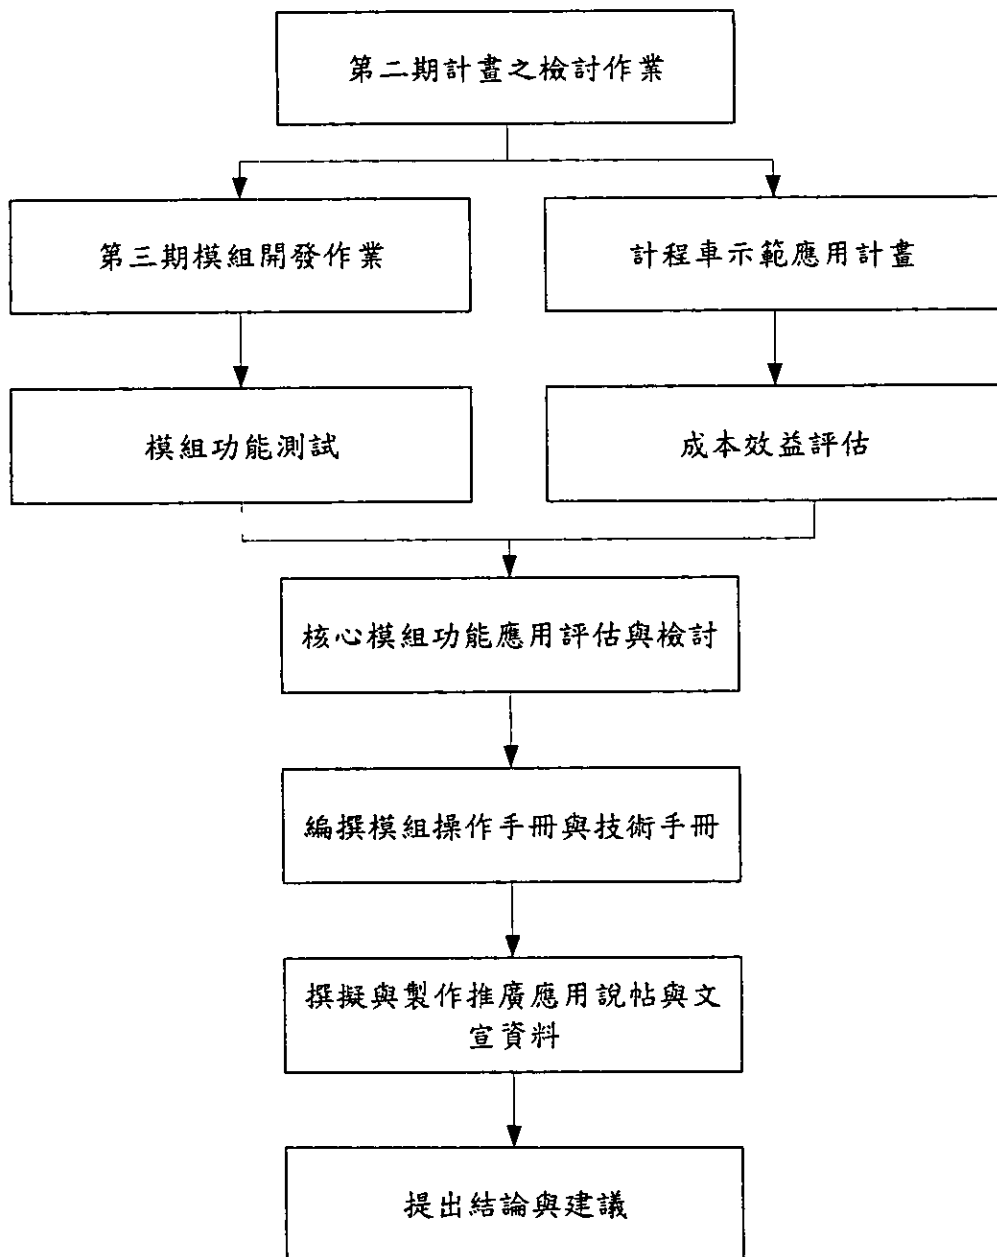 第二期計畫之檢討作業
第三期模組開發作業
計程車示範應用計畫
模組功能測試
成本效益評估
核心模組功能應用評估與檢討
編撰模組操作手冊與技術手冊
撰擬與製作推廣應用說帖與文
宣資料
提出結論與建議